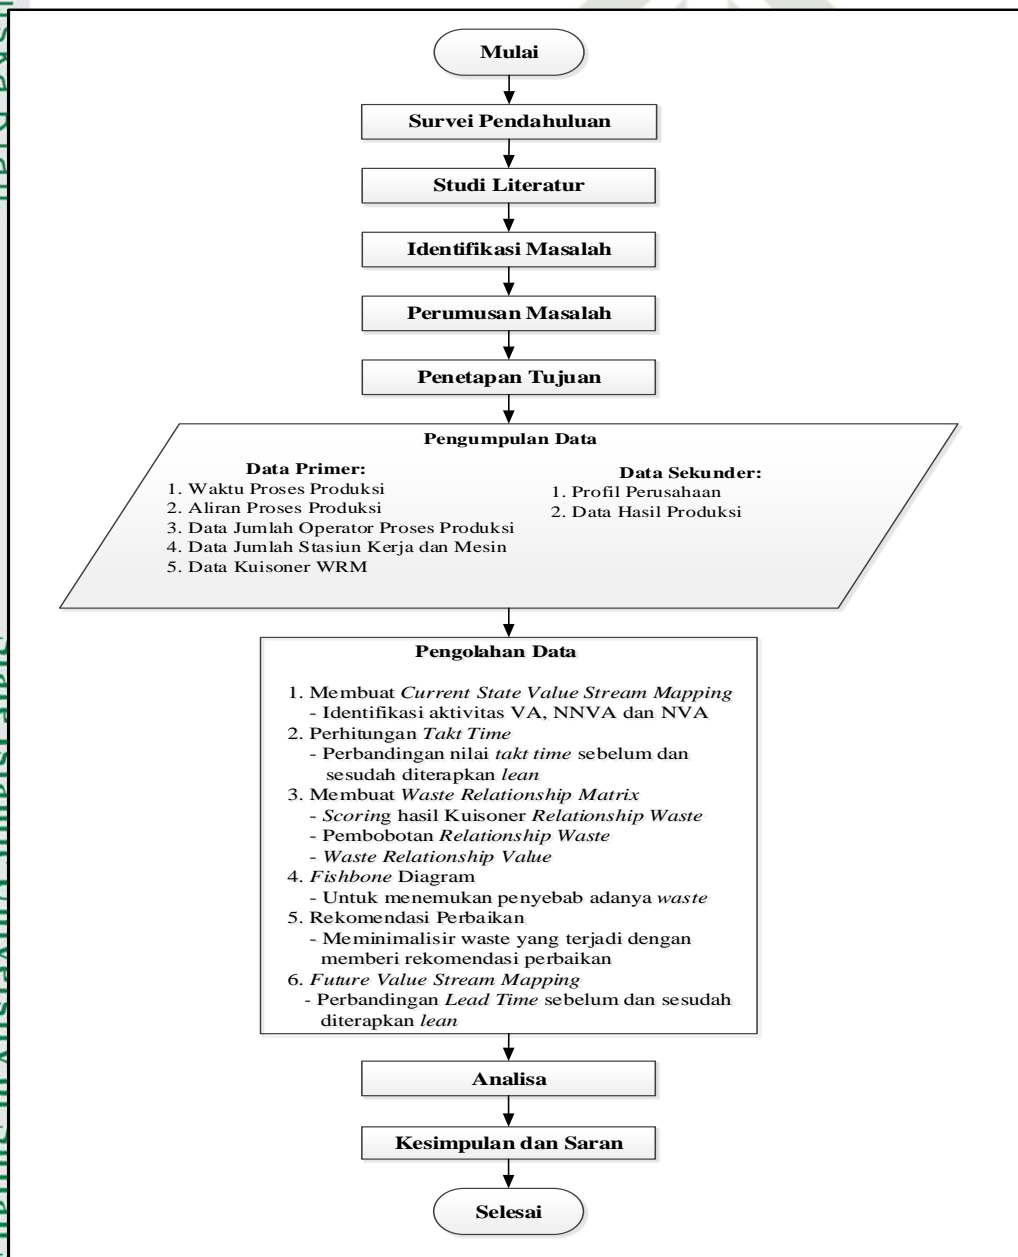 Mulai
Survei Pendahuluan
Studi Literatur
Identifikasi Masalah
Perumusan Masalah
Penetapan Tujuan
Pengumpulan Data
Data Primer:
1. Waktu Proses Produksi
2. Aliran Proses Produksi
3. Data Jumlah Operator Proses Produksi
4. Data Jumlah Stasiun Kerja dan Mesin
5. Data Kuisoner WRM
Data Sekunder:
1. Profil Perusahaan
2. Data Hasil Produksi
Pengolahan Data
1. Membuat Current State Value Stream Mapping
- Identifikasi aktivitas VA, NNVA dan NVA
2. Perhitungan Takt Time
- Perbandingan nilai takt time sebelum dan
sesudah diterapkan lean
3. Membuat Waste Relationship Matrix
- Scoring hasil Kuisoner Relationship Waste
- Pembobotan Relationship Waste
- Waste Relationship Value
4. Fishbone Diagram
- Untuk menemukan penyebab adanya waste
5. Rekomendasi Perbaikan
- Meminimalisir waste yang terjadi dengan
memberi rekomendasi perbaikan
6. Future Value Stream Mapping
- Perbandingan Lead Time sebelum dan sesudah
diterapkan lean
Analisa
Kesimpulan dan Saran
Selesai